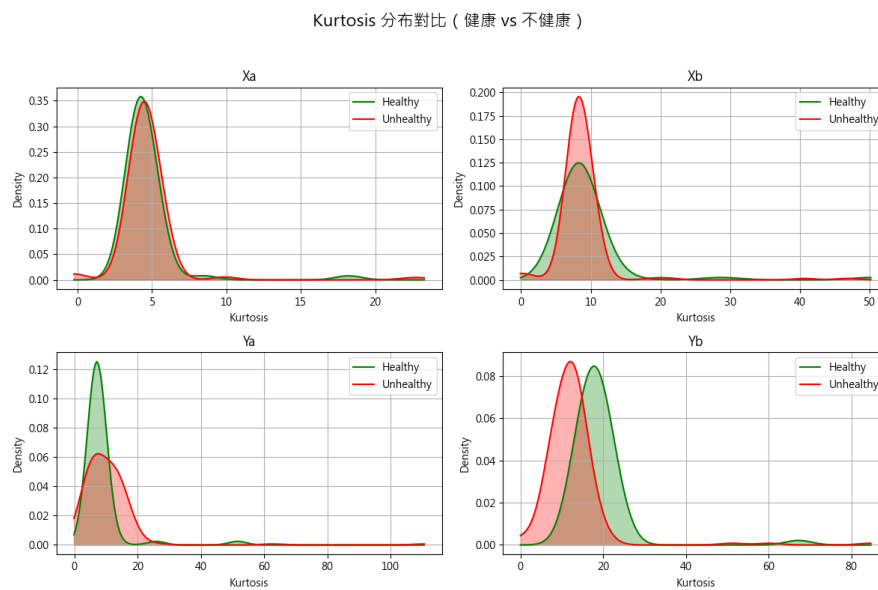 Kurtosis 分布對比（健康 vs 不健康）
Xa
Healthy
Unhealthy
Density
0.35
0.30
0.25
0.20
0.15
0.10
0.05
0.00
0 5 10 15 20
Kurtosis
Xb
Healthy
Unhealthy
Density
0.200
0.175
0.150
0.125
0.100
0.075
0.050
0.025
0.000
0 10 20 30 40 50
Kurtosis
Ya
Healthy
Unhealthy
Density
0.12
0.10
0.08
0.06
0.04
0.02
0.00
0 20 40 60 80 100
Kurtosis
Yb
Healthy
Unhealthy
Density
0.08
0.06
0.04
0.02
0.00
0 20 40 60 80
Kurtosis